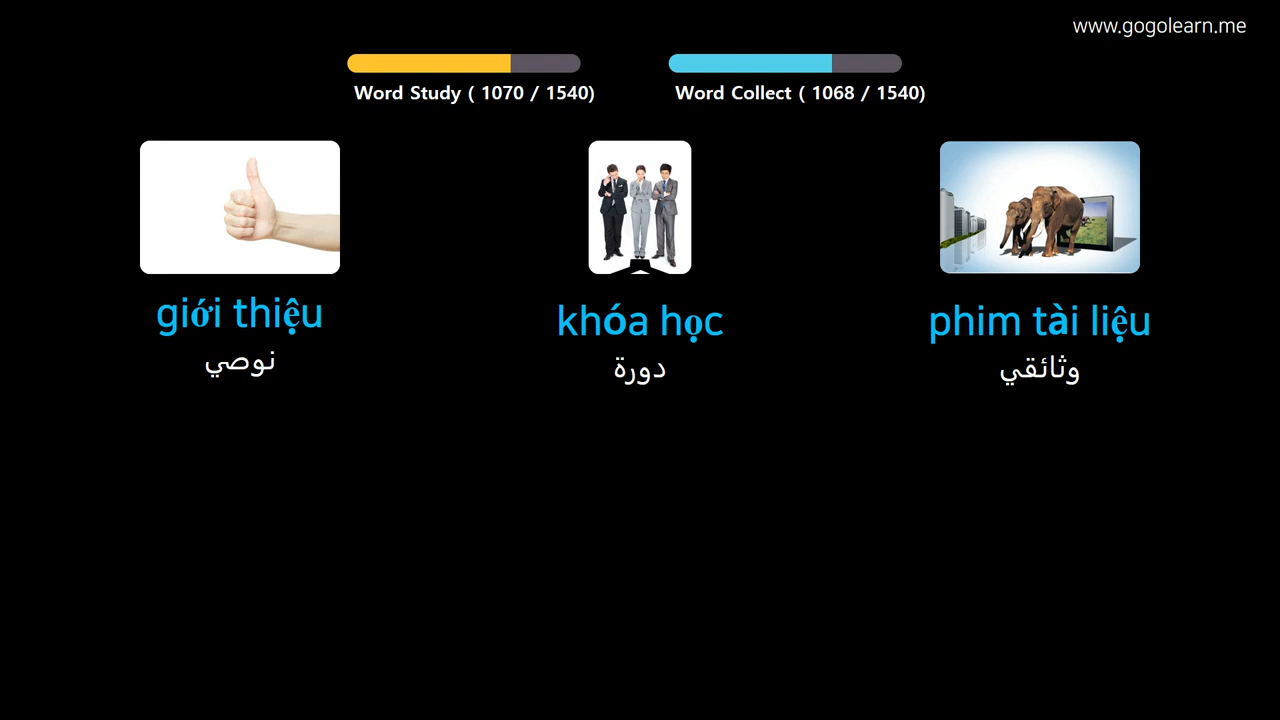 www.gogolearn.me
Word Study ( 1070 / 1540)
Word Collect ( 1068 / 1540)
giới thiệu
khóa học
phim tài liệu
نوصي
دورة
وثائقي